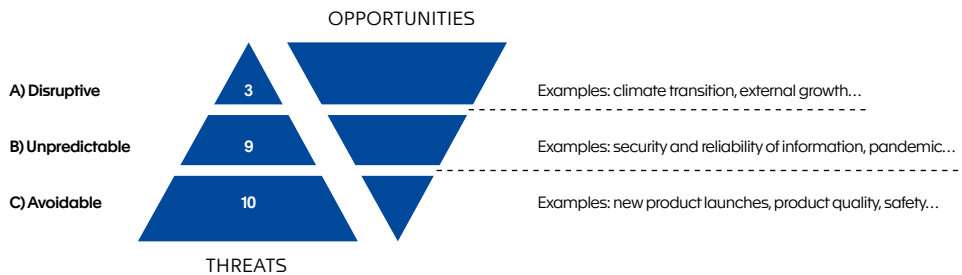 OPPORTUNITIES
A) Disruptive 3 Examples: climate transition, external growth…
B) Unpredictable 9 Examples: security and reliability of information, pandemic…
C) Avoidable 10 Examples: new product launches, product quality, safety…
THREATS